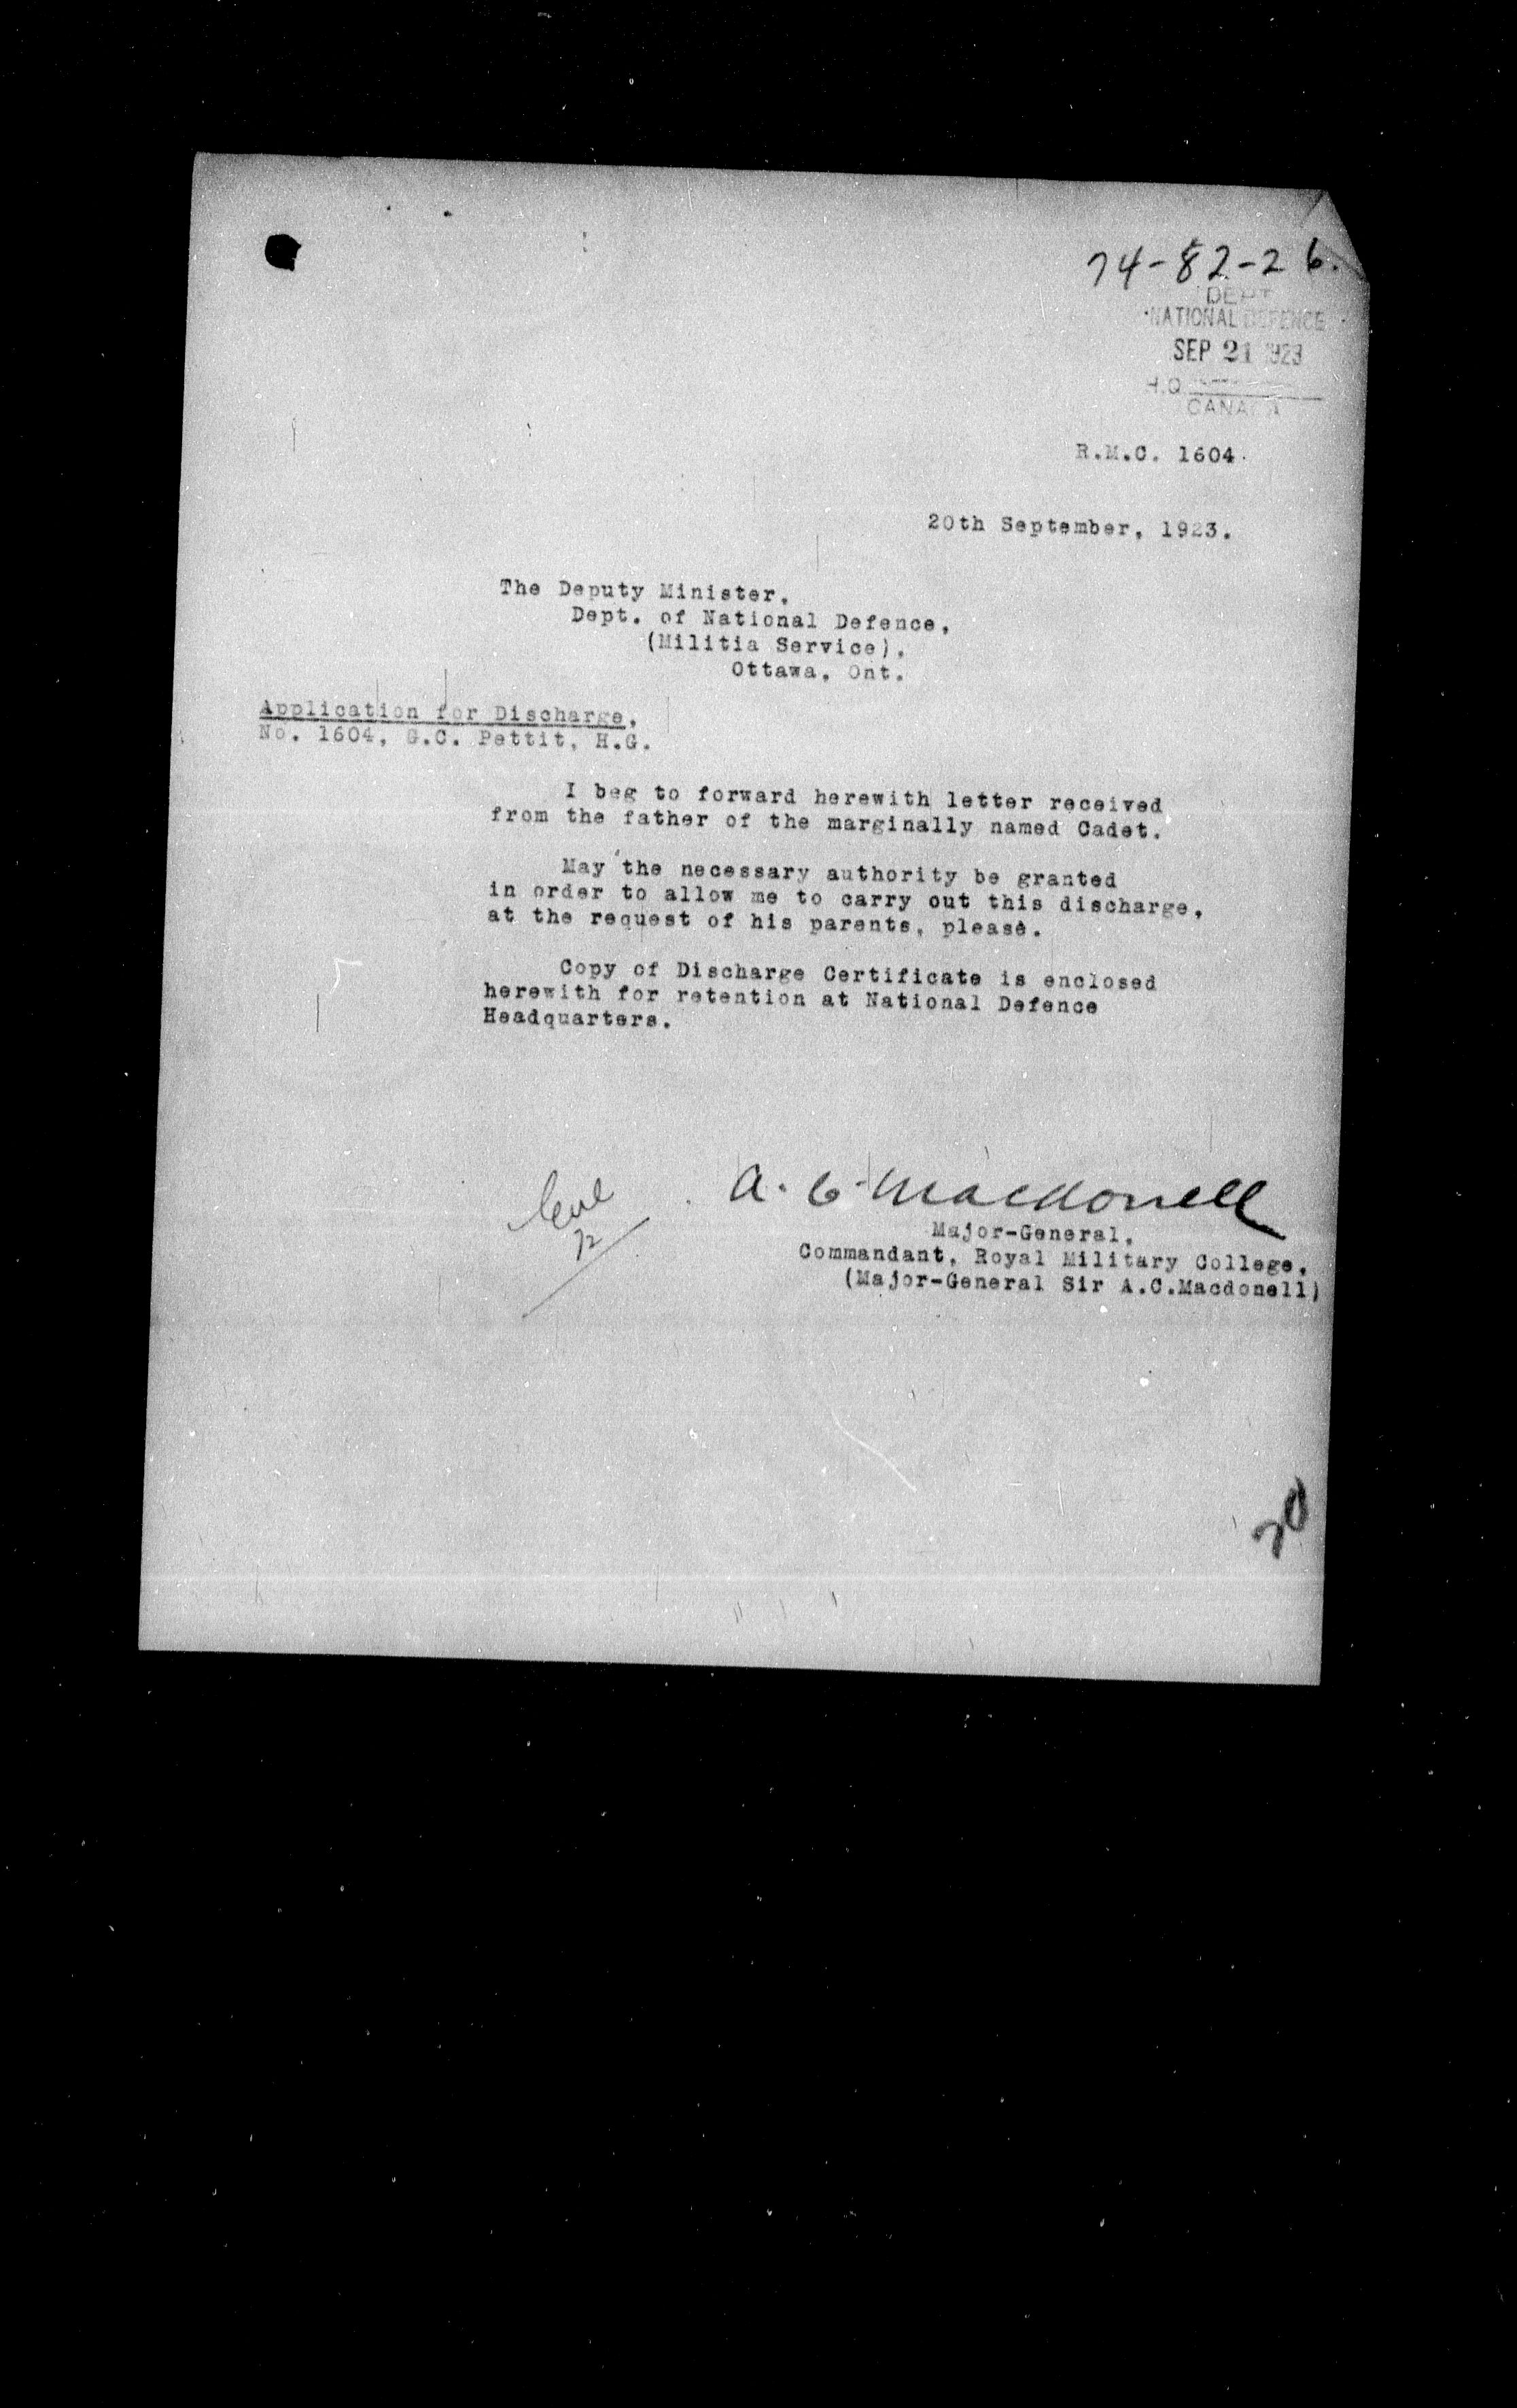 74-82-26.
DEPT
NATIONAL DEFENCE
SEP 21 1923
H.Q.
CANADA
R.M.C. 1604.
20th September, 1923.
The Deputy Minister,
Dept. of National Defence,
(Militia Service),
Ottawa, Ont.
Application for Discharge,
No. 1604, G.C. Pettit, H.G.
I beg to forward herewith letter received
from the father of the marginally named Cadet.
May the necessary authority be granted
in order to allow me to carry out this discharge,
at the request of his parents, please.
Copy of Discharge Certificate is enclosed
herewith for retention at National Defence
Headquarters.
A. C. Macdonell
Major-General,
Commandant, Royal Military College,
(Major-General Sir A.C.Macdonell)